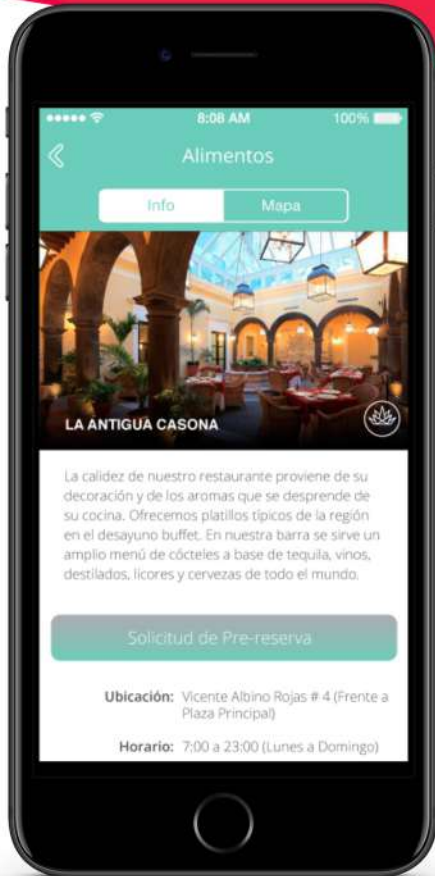 8:08 AM
100%
Alimentos
Info
Mapa
LA ANTIGUA CASONA
La calidez de nuestro restaurante proviene de su
decoración y de los aromas que se desprende de
su cocina. Ofrecemos platillos típicos de la región
en el desayuno buffet. En nuestra barra se sirve un
amplio menú de cócteles a base de tequila, vinos,
destilados, licores y cervezas de todo el mundo.
Solicitud de Pre-reserva
Ubicación: Vicente Albino Rojas # 4 (Frente a
Plaza Principal)
Horario: 7:00 a 23:00 (Lunes a Domingo)